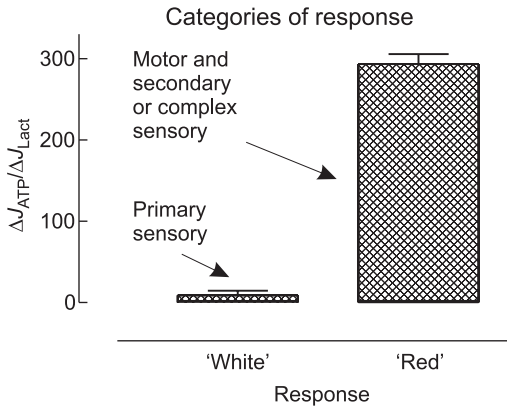 Categories of response
ΔJATP/ΔJLact
300
200
100
0
Motor and
secondary
or complex
sensory
Primary
sensory
‘White’
‘Red’
Response